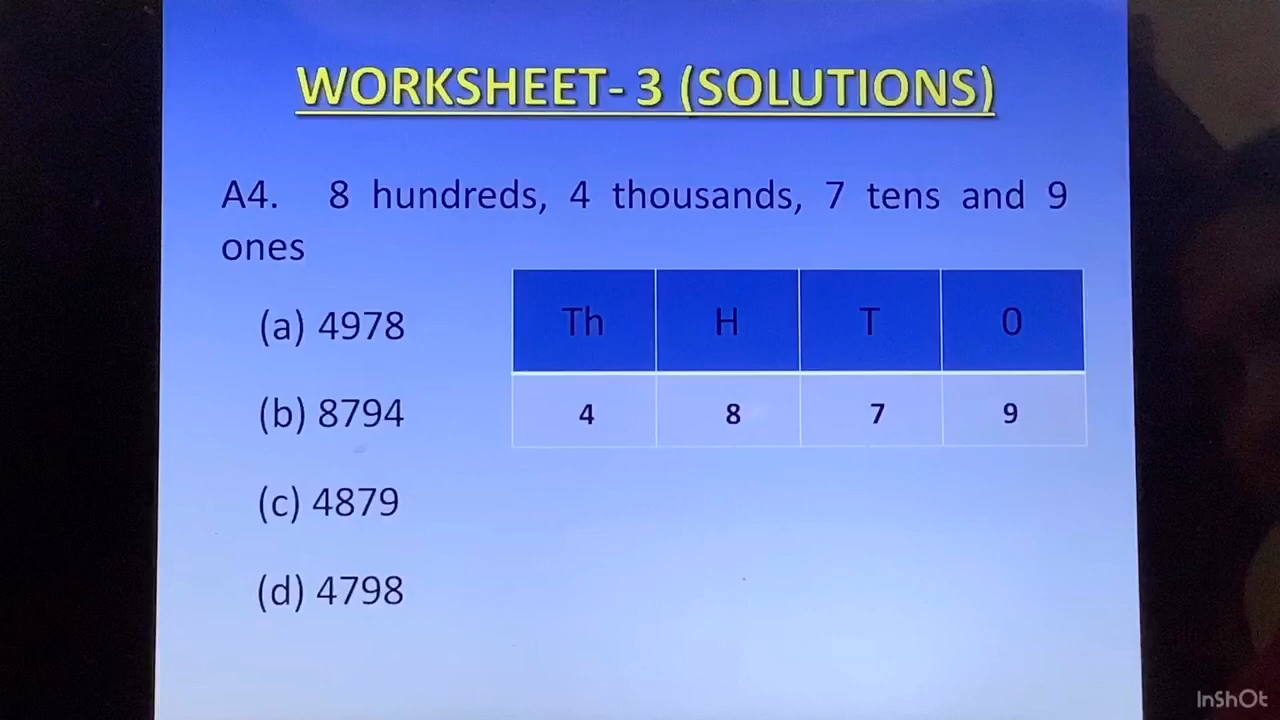 WORKSHEET- 3 (SOLUTIONS)
A4. 8 hundreds, 4 thousands, 7 tens and 9
ones
(a) 4978
(b) 8794
(c) 4879
(d) 4798
Th H T O
4 8 7 9
InShOt